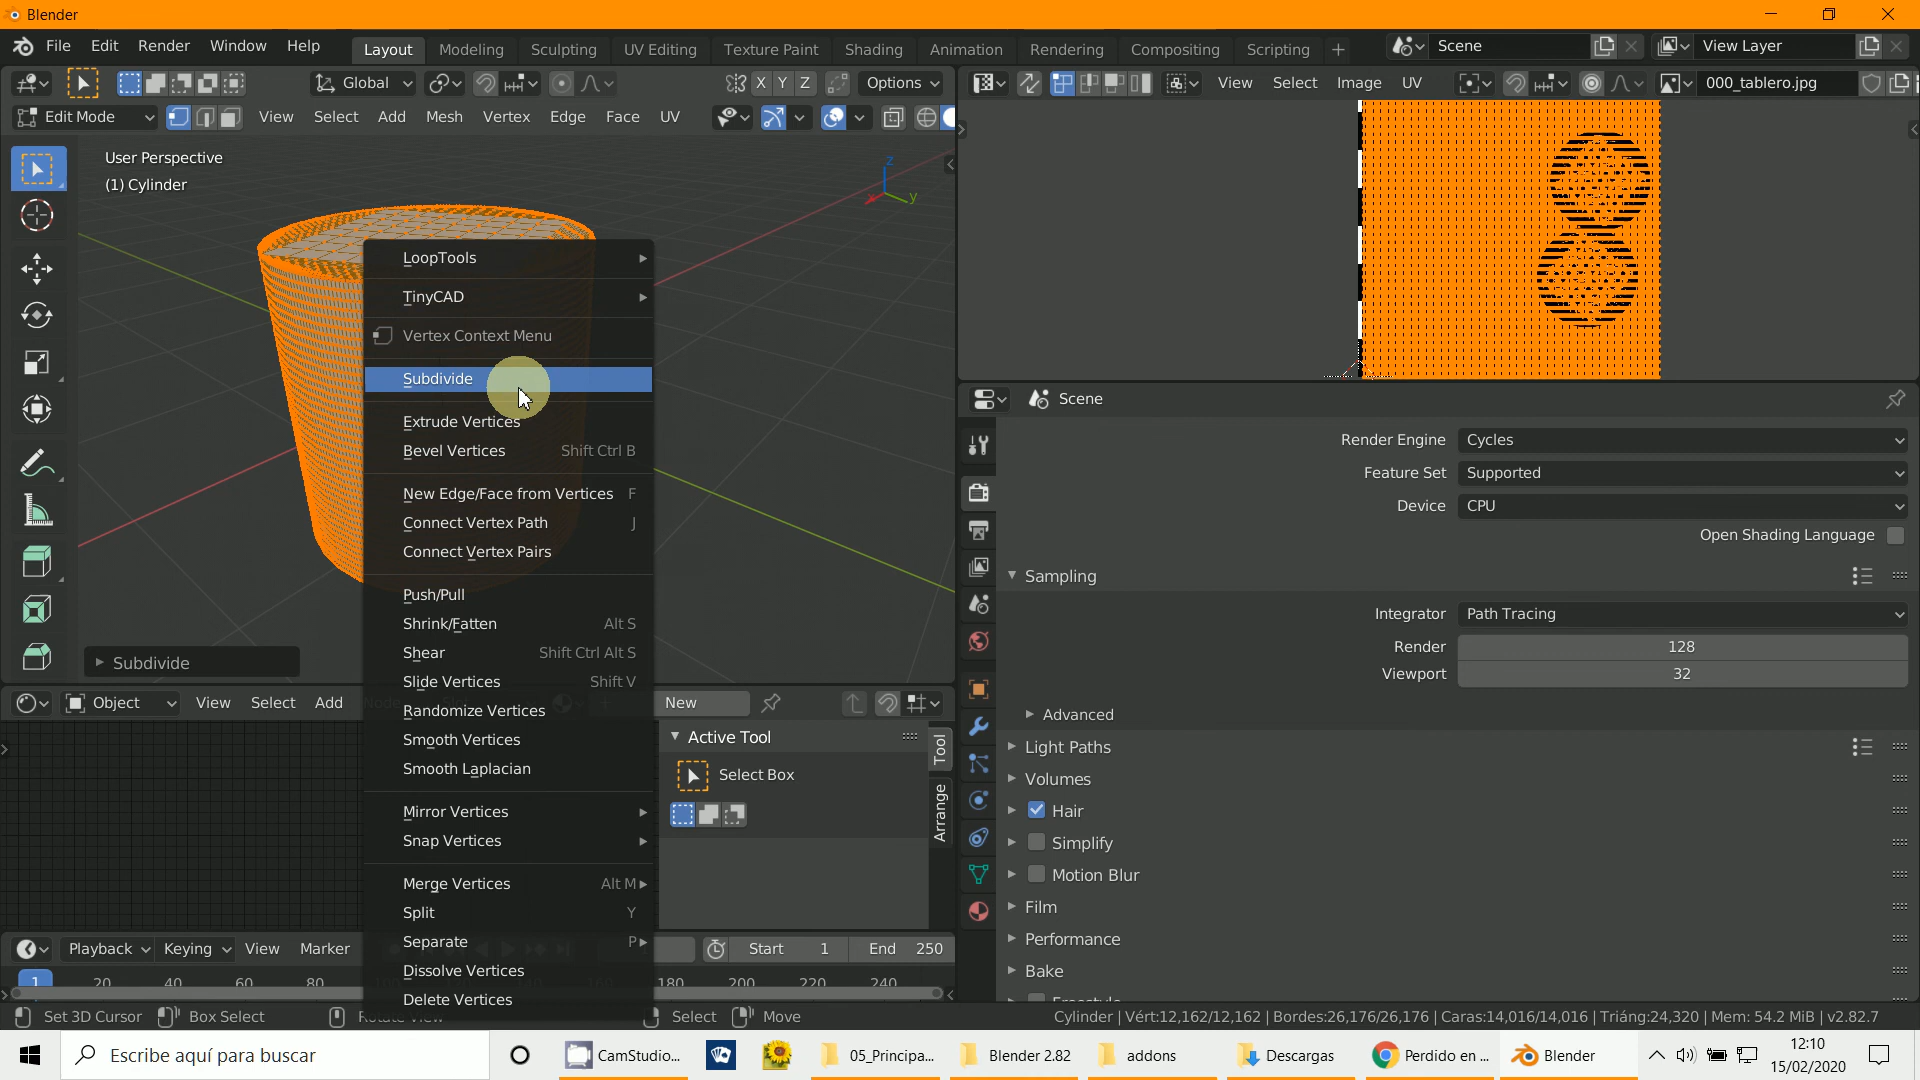 Blender
File Edit Render Window Help Layout Modeling Sculpting UV Editing Texture Paint Shading Animation Rendering Compositing Scripting + Scene View Layer
Global X Y Z Options View Select Image UV 000_tablero.jpg
Edit Mode View Select Add Mesh Vertex Edge Face UV
User Perspective
(1) Cylinder
z
y
LoopTools
TinyCAD
Vertex Context Menu
Subdivide
Extrude Vertices
Bevel Vertices Shift Ctrl B
New Edge/Face from Vertices F
Connect Vertex Path J
Connect Vertex Pairs
Push/Pull
Shrink/Fatten Alt S
Shear Shift Ctrl Alt S
Slide Vertices Shift V
Randomize Vertices
Smooth Vertices
Smooth Laplacian
Mirror Vertices
Snap Vertices
Merge Vertices Alt M
Split Y
Separate P
Dissolve Vertices
Delete Vertices
Subdivide
Object View Select Add New
Active Tool
Select Box
Tool
Arrange
Scene
Render Engine Cycles
Feature Set Supported
Device CPU
Open Shading Language
Sampling
Integrator Path Tracing
Render 128
Viewport 32
Advanced
Light Paths
Volumes
Hair
Simplify
Motion Blur
Film
Performance
Bake
Playback Keying View Marker Start 1 End 250
1 20 40 60 80 180 200 220 240
Set 3D Cursor Box Select Select Move Cylinder | Vért:12,162/12,162 | Bordes:26,176/26,176 | Caras:14,016/14,016 | Triáng:24,320 | Mem: 54.2 MiB | v2.82.7
Escribe aquí para buscar CamStudio... 05_Principa... Blender 2.82 addons Descargas Perdido en ... Blender 12:10
15/02/2020